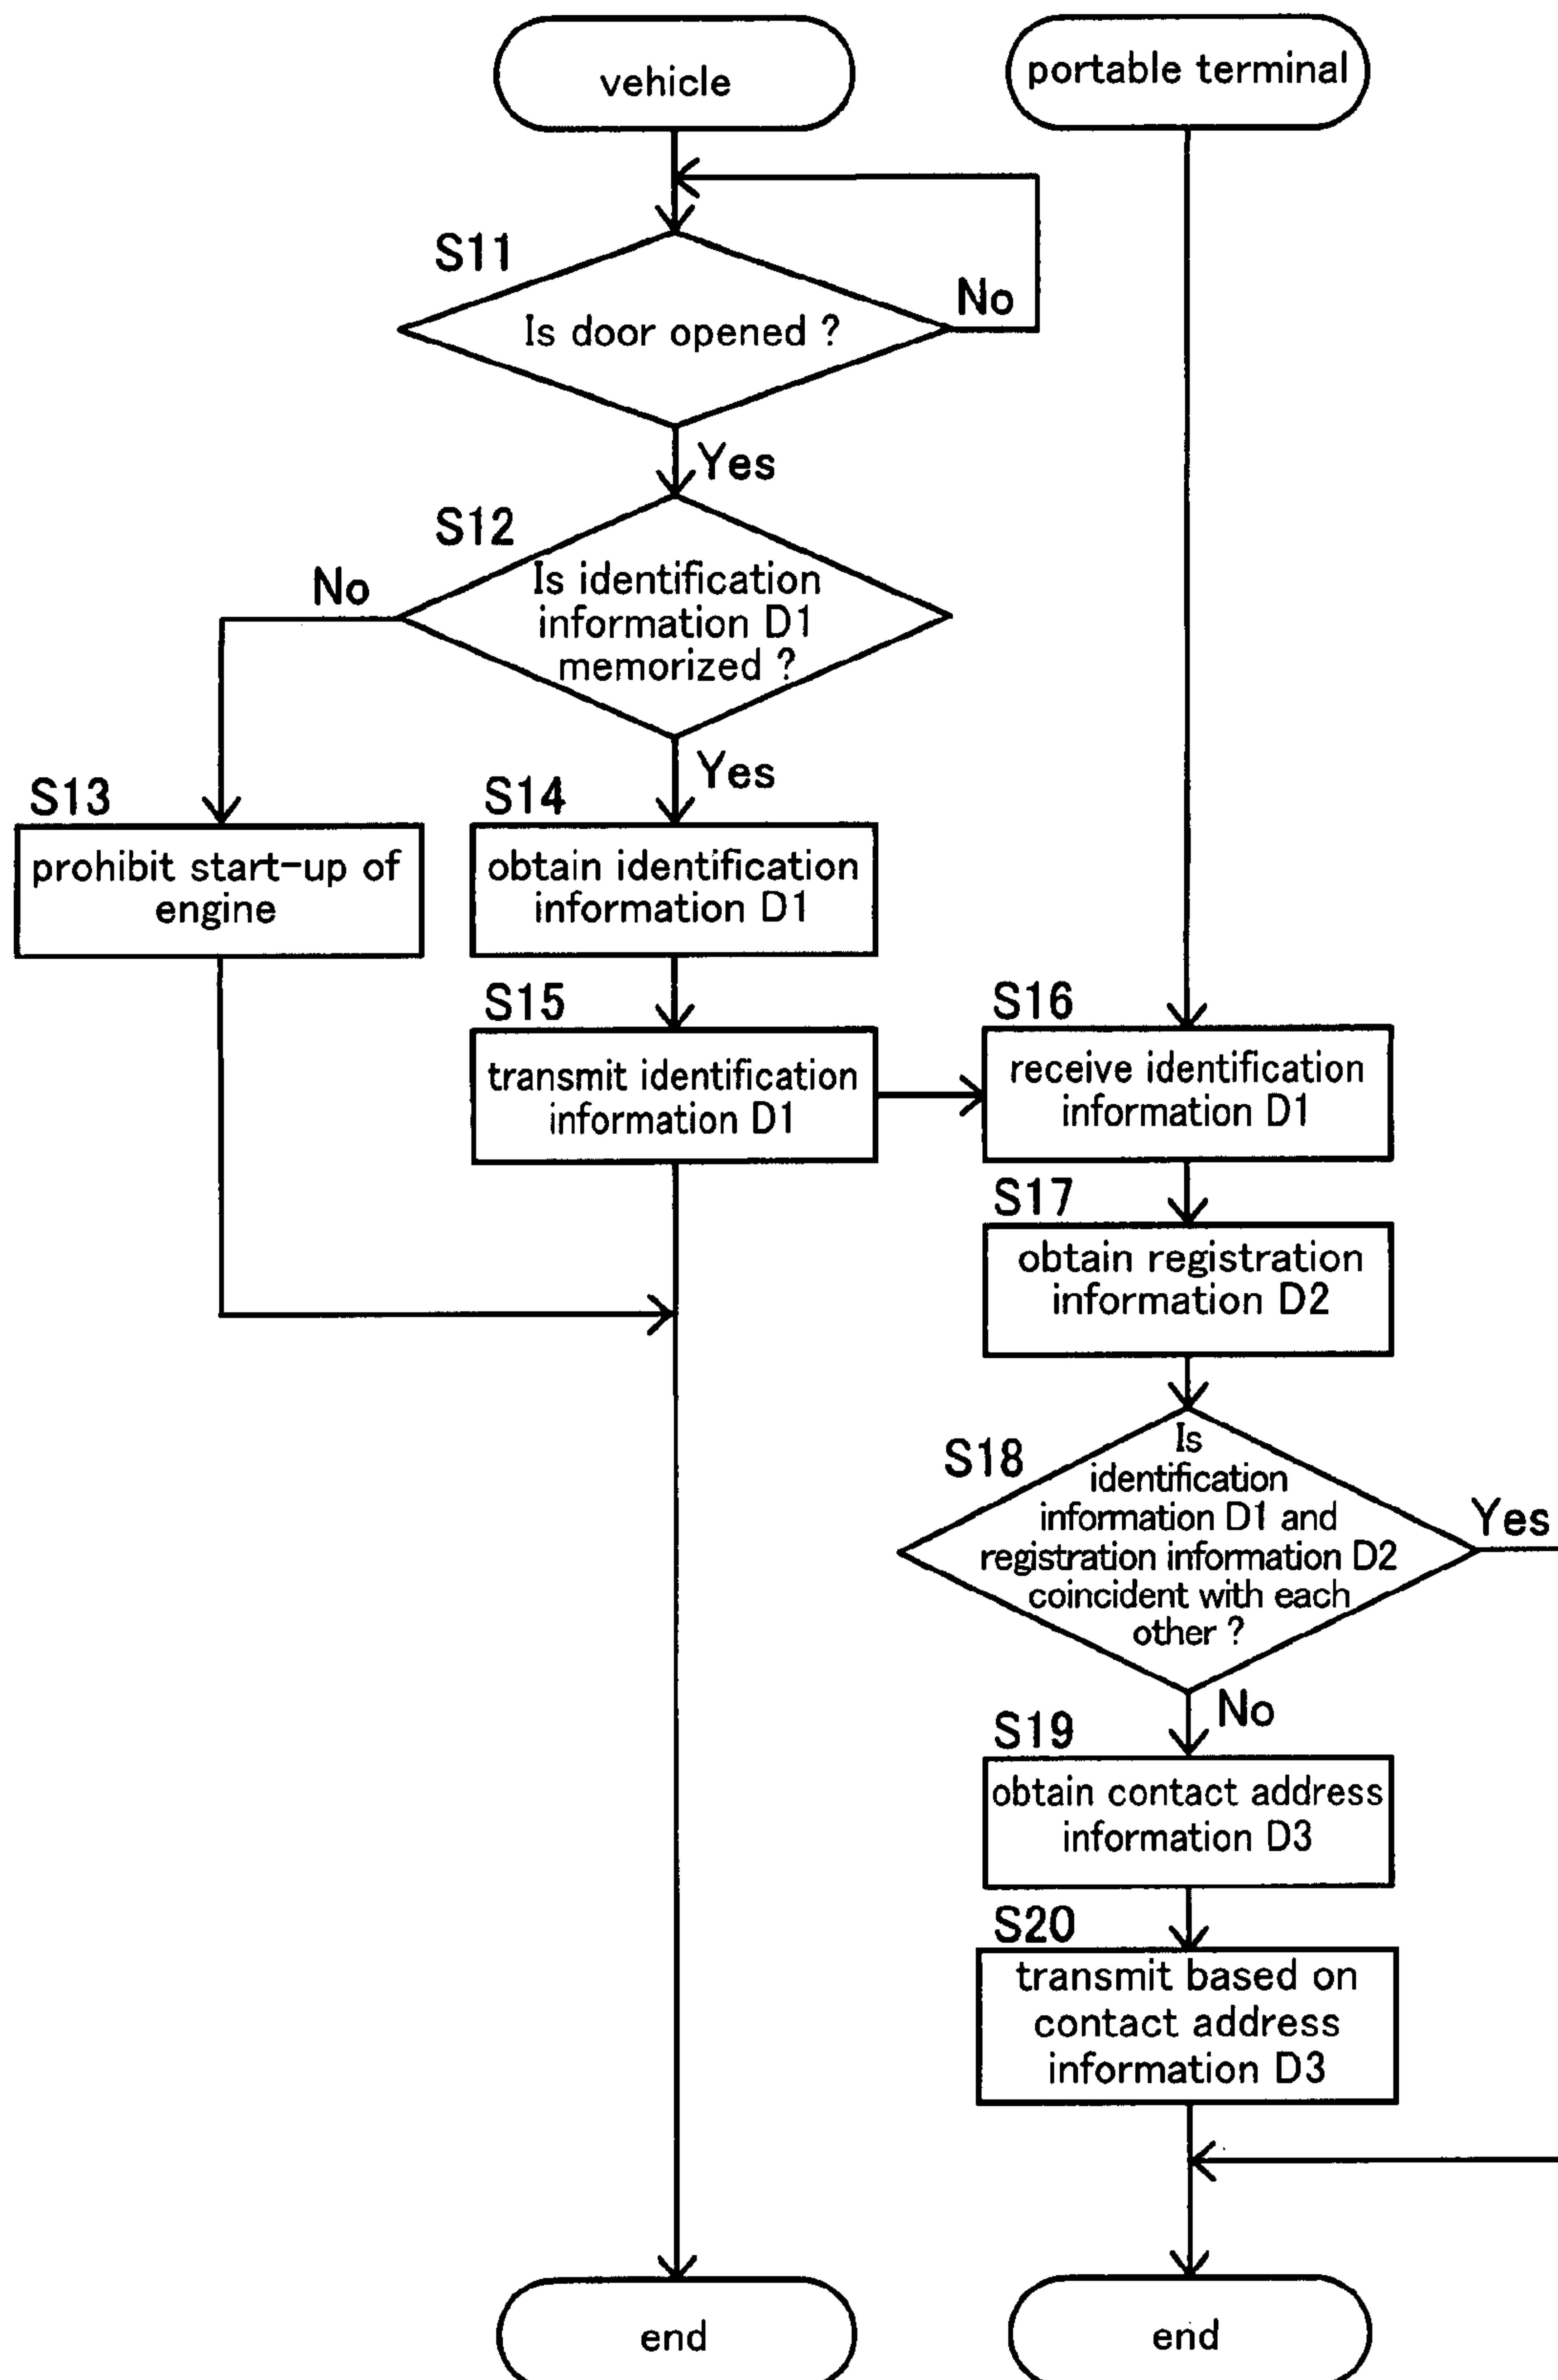 vehicle
portable terminal
S11
No
Is door opened ?
Yes
S12
No
Is identification
information D1
memorized ?
Yes
S13
prohibit start-up of
engine
S14
obtain identification
information D1
S15
transmit identification
information D1
S16
receive identification
information D1
S17
obtain registration
information D2
S18
Is
identification
information D1 and
registration information D2
coincident with each
other ?
Yes
No
S19
obtain contact address
information D3
S20
transmit based on
contact address
information D3
end
end